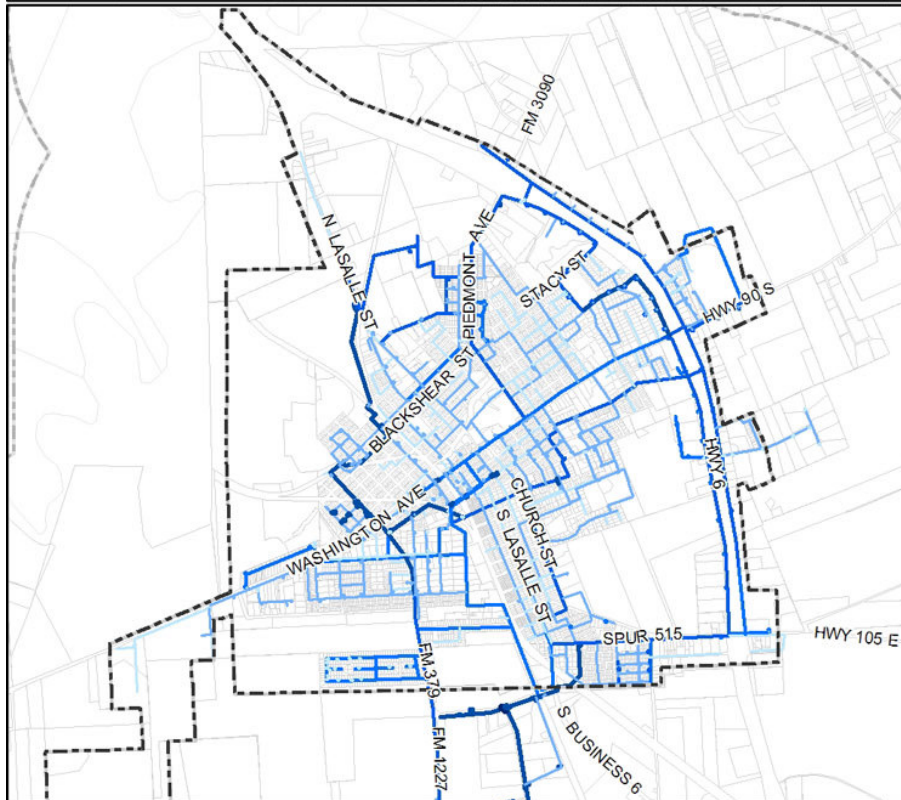 FM 3090
N LASALLE ST
PIEDMONT AVE
STACY ST
HWY 90 S
BLACKSHEAR ST
HWY 6
WASHINGTON AVE
CHURCH ST
S LASALLE ST
SPUR 515
HWY 105 E
FM 379
FM 1227
S BUSINESS 6